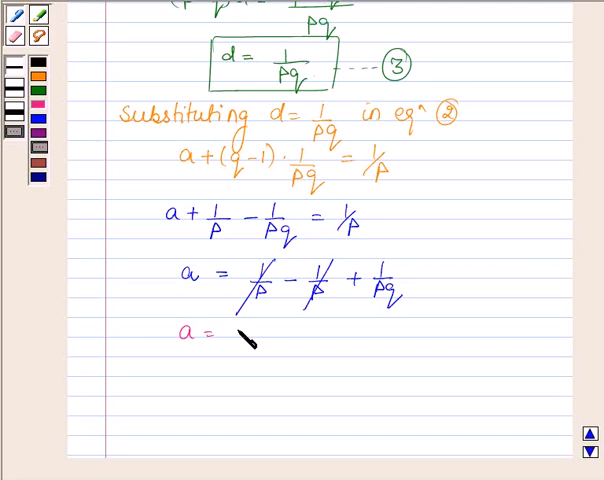 pq
d = 1/pq ---- ③
Substituting d = 1/pq in eqⁿ ②
a + (q - 1) · 1/pq = 1/p
a + 1/p - 1/pq = 1/p
a = 1/p - 1/p + 1/pq
a =